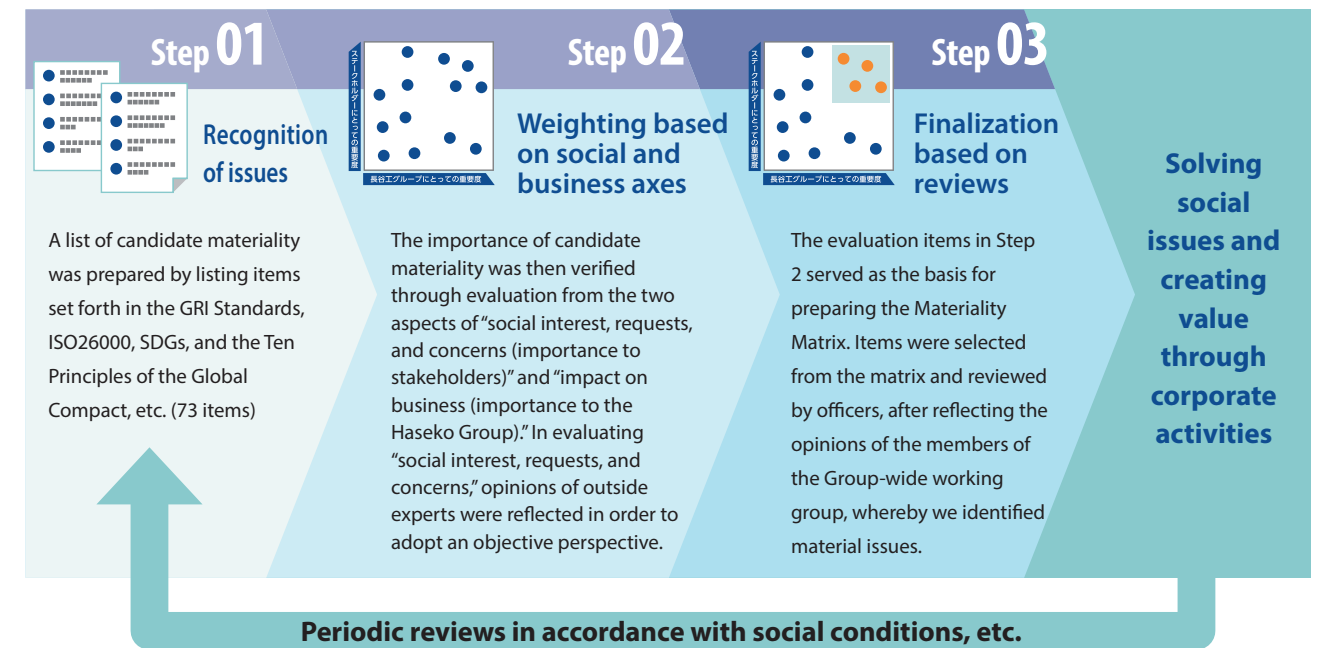 Step 01
Recognition
of issues
A list of candidate materiality
was prepared by listing items
set forth in the GRI Standards,
ISO26000, SDGs, and the Ten
Principles of the Global
Compact, etc. (73 items)
Step 02
ステークホルダーにとっての重要度
長谷工グループにとっての重要度
Weighting based
on social and
business axes
The importance of candidate
materiality was then verified
through evaluation from the two
aspects of “social interest, requests,
and concerns (importance to
stakeholders)” and “impact on
business (importance to the
Haseko Group).” In evaluating
“social interest, requests, and
concerns,” opinions of outside
experts were reflected in order to
adopt an objective perspective.
Step 03
ステークホルダーにとっての重要度
長谷工グループにとっての重要度
Finalization
based on
reviews
The evaluation items in Step
2 served as the basis for
preparing the Materiality
Matrix. Items were selected
from the matrix and reviewed
by officers, after reflecting the
opinions of the members of
the Group-wide working
group, whereby we identified
material issues.
Solving
social
issues and
creating
value
through
corporate
activities
Periodic reviews in accordance with social conditions, etc.